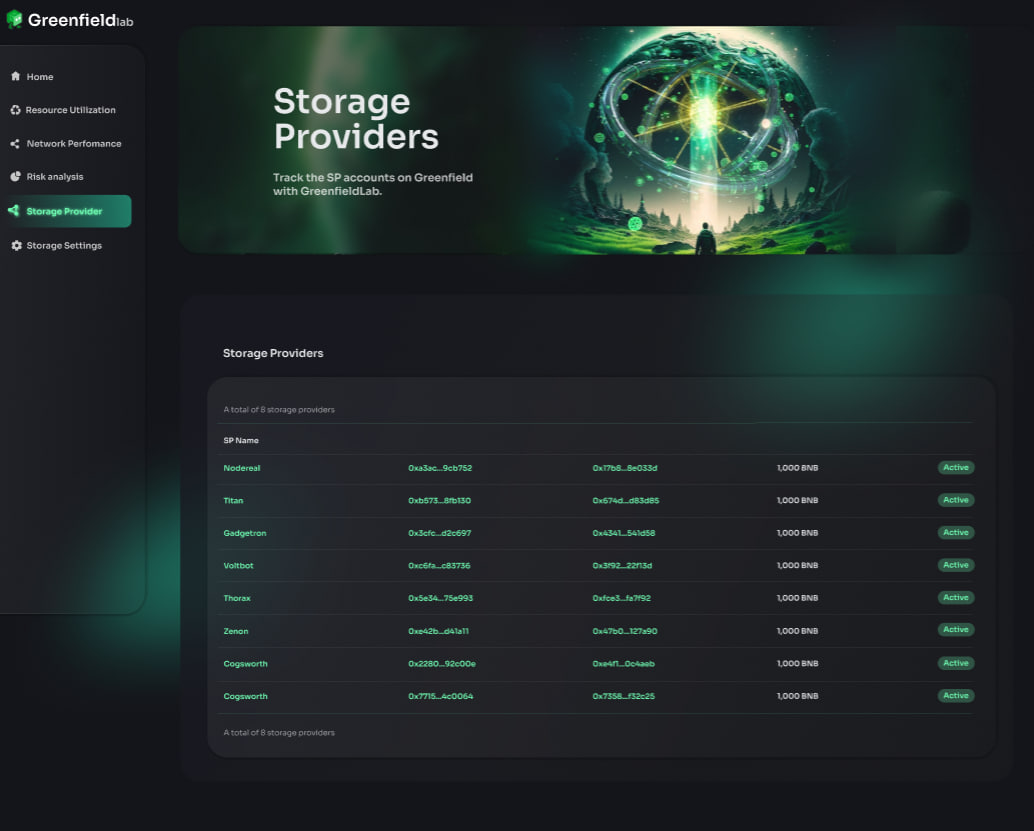 Greenfieldlab
Home
Resource Utilization
Network Perfomance
Risk analysis
Storage Provider
Storage Settings
Storage
Providers
Track the SP accounts on Greenfield
with GreenfieldLab.
Storage Providers
A total of 8 storage providers
SP Name
Nodereal 0xa3ac...9cb752 0x17b8...8e033d 1,000 BNB Active
Titan 0xb573...8fb130 0x674d...d83d85 1,000 BNB Active
Gadgetron 0x3cfc...d2c697 0x4341...541d58 1,000 BNB Active
Voltbot 0xc6fa...c83736 0x3f92...22f13d 1,000 BNB Active
Thorax 0x5e34...75e993 0xfce3...fa7f92 1,000 BNB Active
Zenon 0xe42b...d41a11 0x47b0...127a90 1,000 BNB Active
Cogsworth 0x2280...92c00e 0xe4f1...0c4aeb 1,000 BNB Active
Cogsworth 0x7715...4c0064 0x7358...f32c25 1,000 BNB Active
A total of 8 storage providers